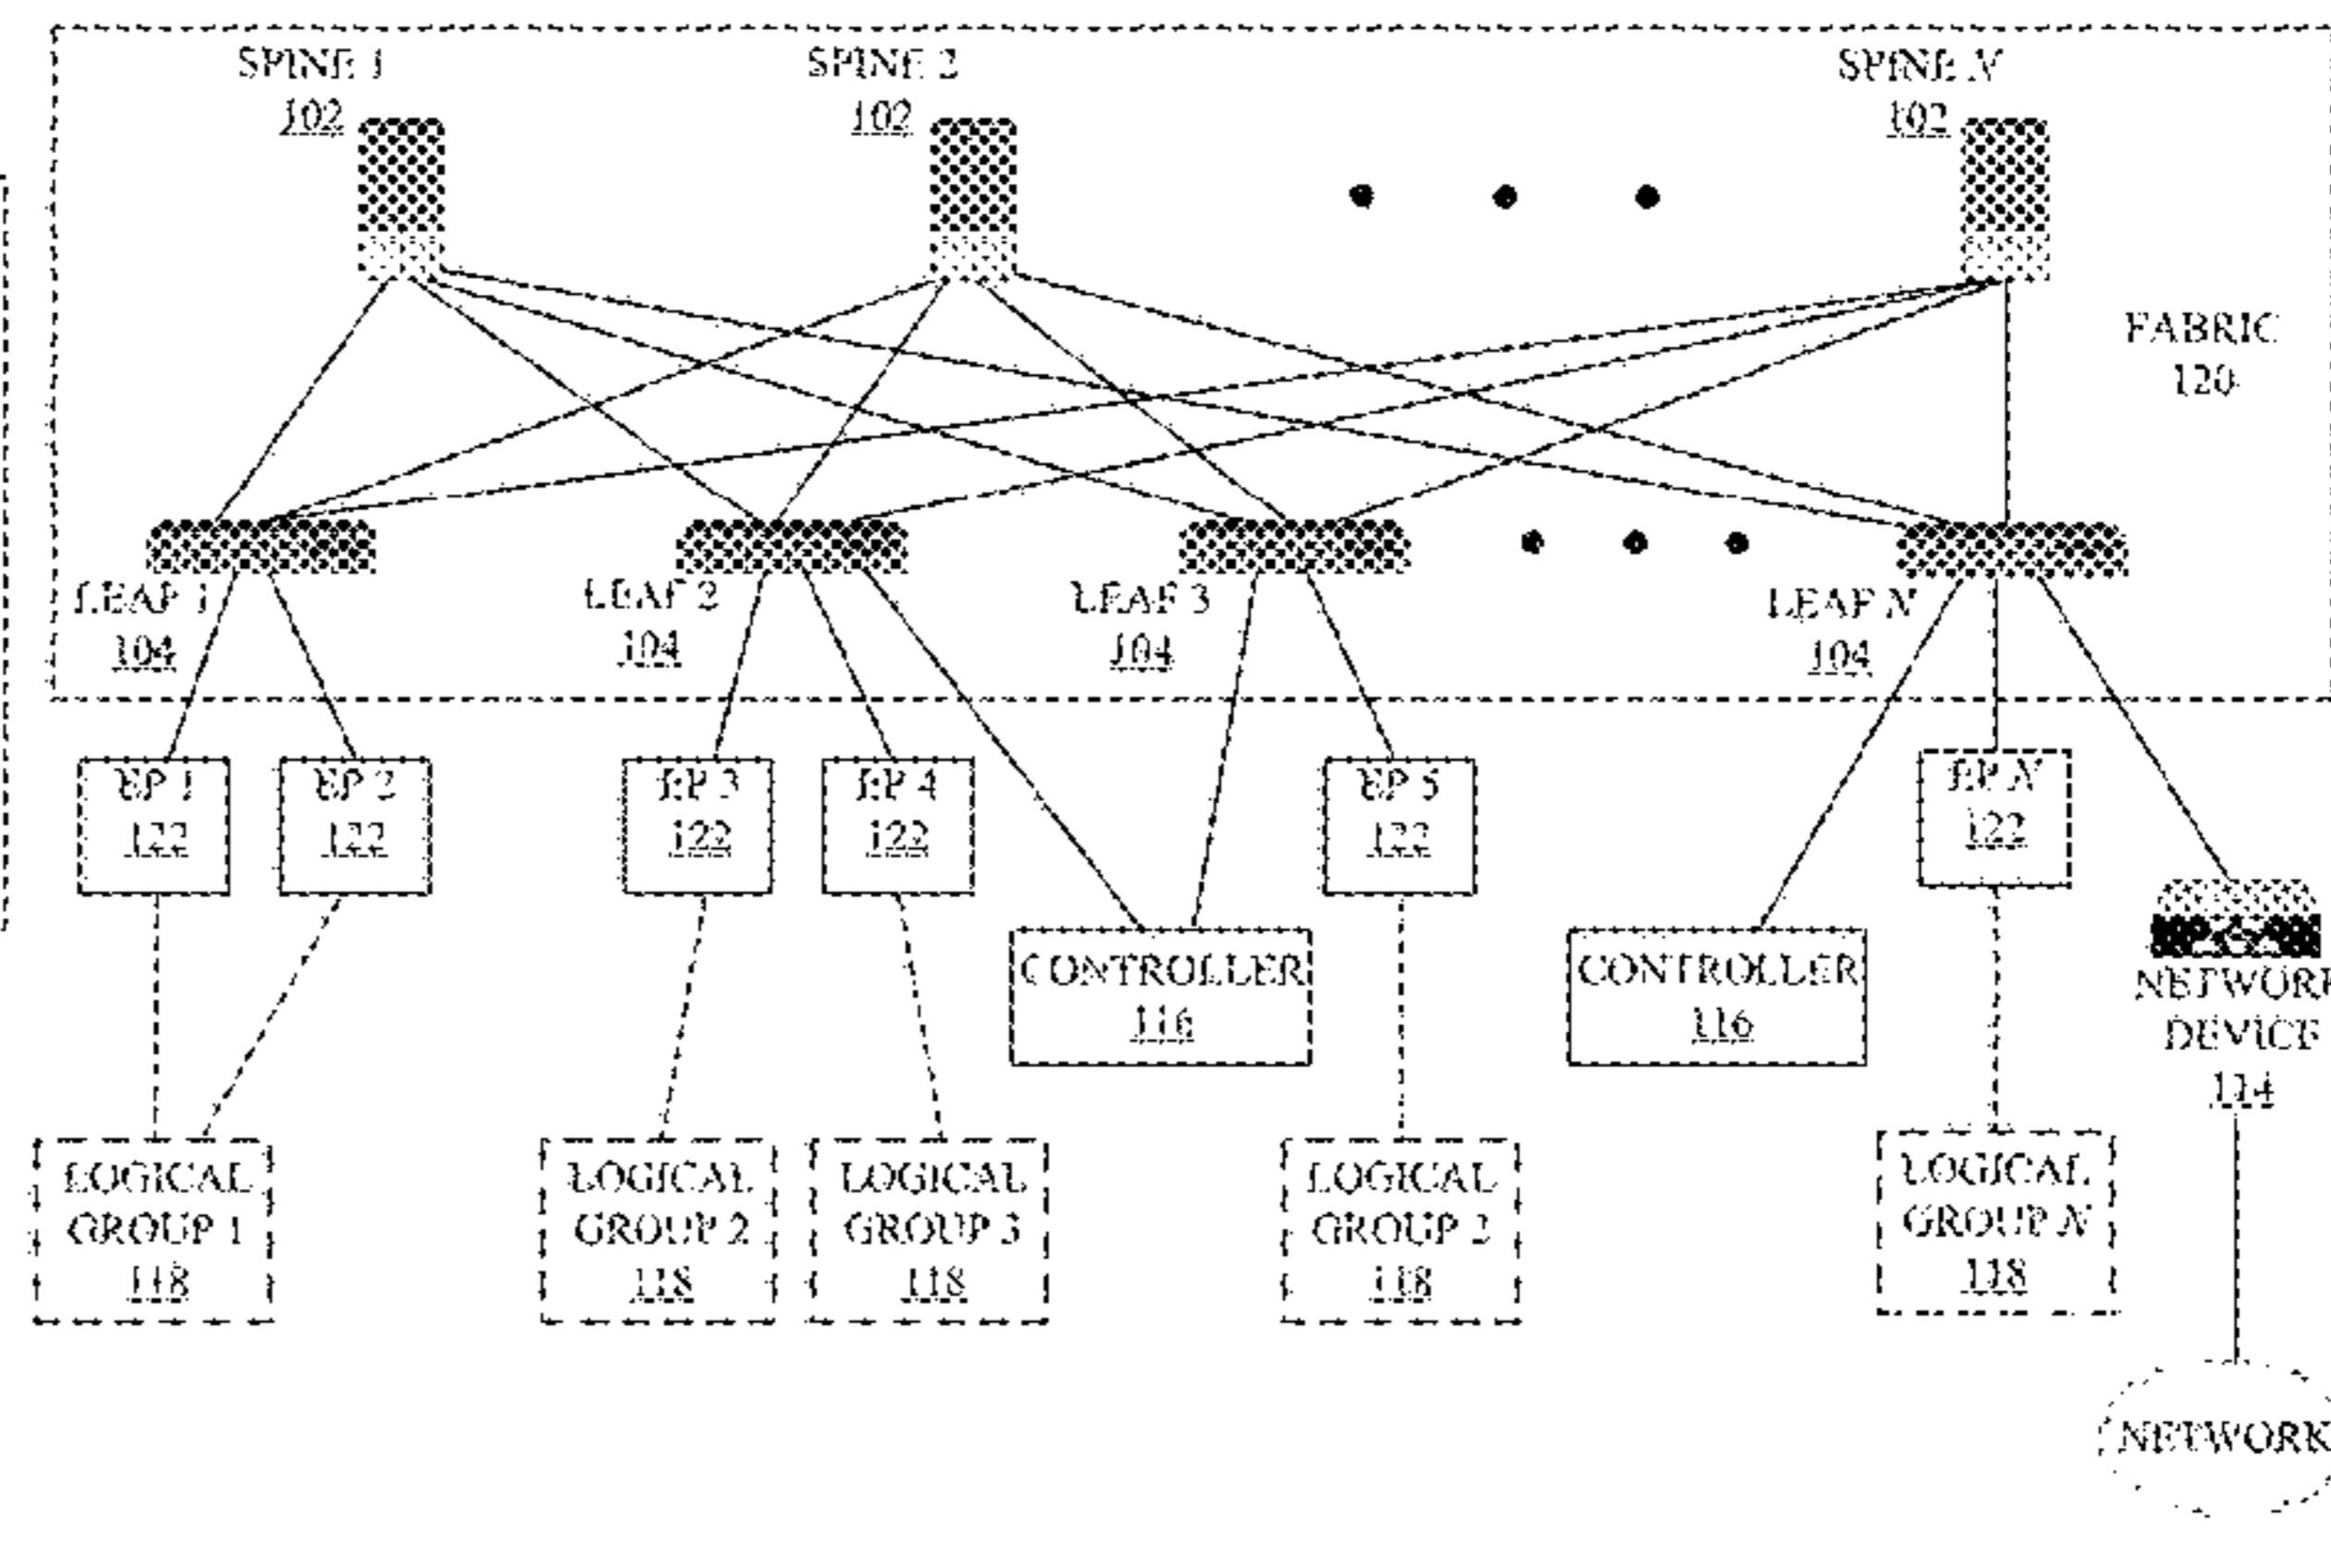 SPINE 1
102
SPINE 2
102
SPINE N
102
FABRIC
120
LEAF 1
104
LEAF 2
104
LEAF 3
104
LEAF N
104
EP 1
122
EP 2
122
EP 3
122
EP 4
122
EP 5
122
EP N
122
CONTROLLER
116
CONTROLLER
116
NETWORK
DEVICE
114
LOGICAL
GROUP 1
118
LOGICAL
GROUP 2
118
LOGICAL
GROUP 3
118
LOGICAL
GROUP 2
118
LOGICAL
GROUP N
118
NETWORK